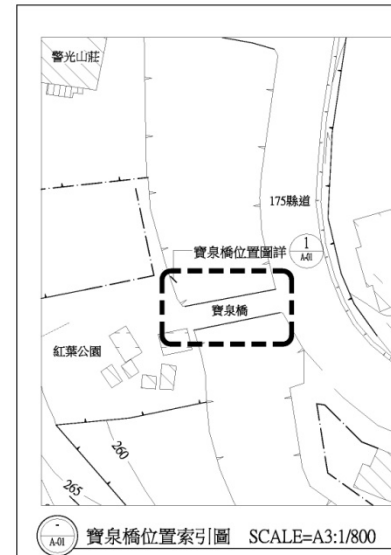 警光山莊
175縣道
寶泉橋位置圖詳
1
A-01
寶泉橋
紅葉公園
260
265
-
A-01
寶泉橋位置索引圖 SCALE=A3:1/800